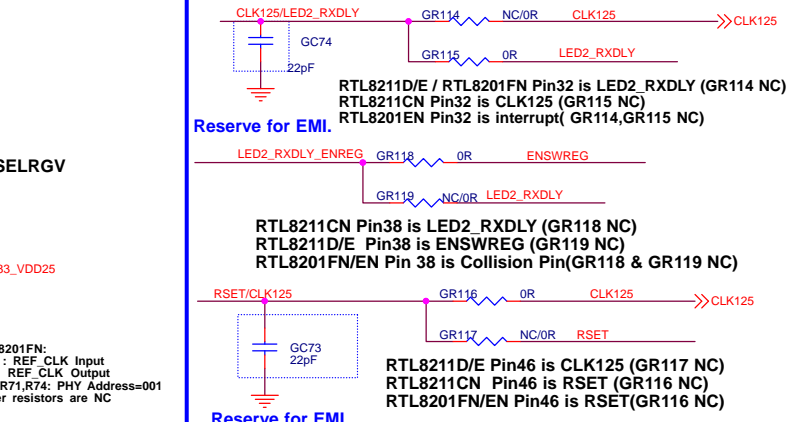 CLK125/LED2_RXDLY
GR114
NC/0R
CLK125
CLK125
GC74
22pF
GR115
0R
LED2_RXDLY
RTL8211D/E / RTL8201FN Pin32 is LED2_RXDLY (GR114 NC)
RTL8211CN Pin32 is CLK125 (GR115 NC)
RTL8201EN Pin32 is interrupt( GR114,GR115 NC)
Reserve for EMI.
SELRGV
LED2_RXDLY_ENREG
GR118
0R
ENSWREG
GR119
NC/0R
LED2_RXDLY
RTL8211CN Pin38 is LED2_RXDLY (GR118 NC)
RTL8211D/E Pin38 is ENSWREG (GR119 NC)
RTL8201FN/EN Pin 38 is Collision Pin(GR118 & GR119 NC)
33_VDD25
RSET/CLK125
GR116
0R
CLK125
CLK125
GC73
22pF
GR117
NC/0R
RSET
RTL8211D/E Pin46 is CLK125 (GR117 NC)
RTL8211CN Pin46 is RSET (GR116 NC)
RTL8201FN/EN Pin46 is RSET(GR116 NC)
Reserve for EMI
8201FN:
: REF_CLK Input
REF_CLK Output
R71,R74: PHY Address=001
er resistors are NC